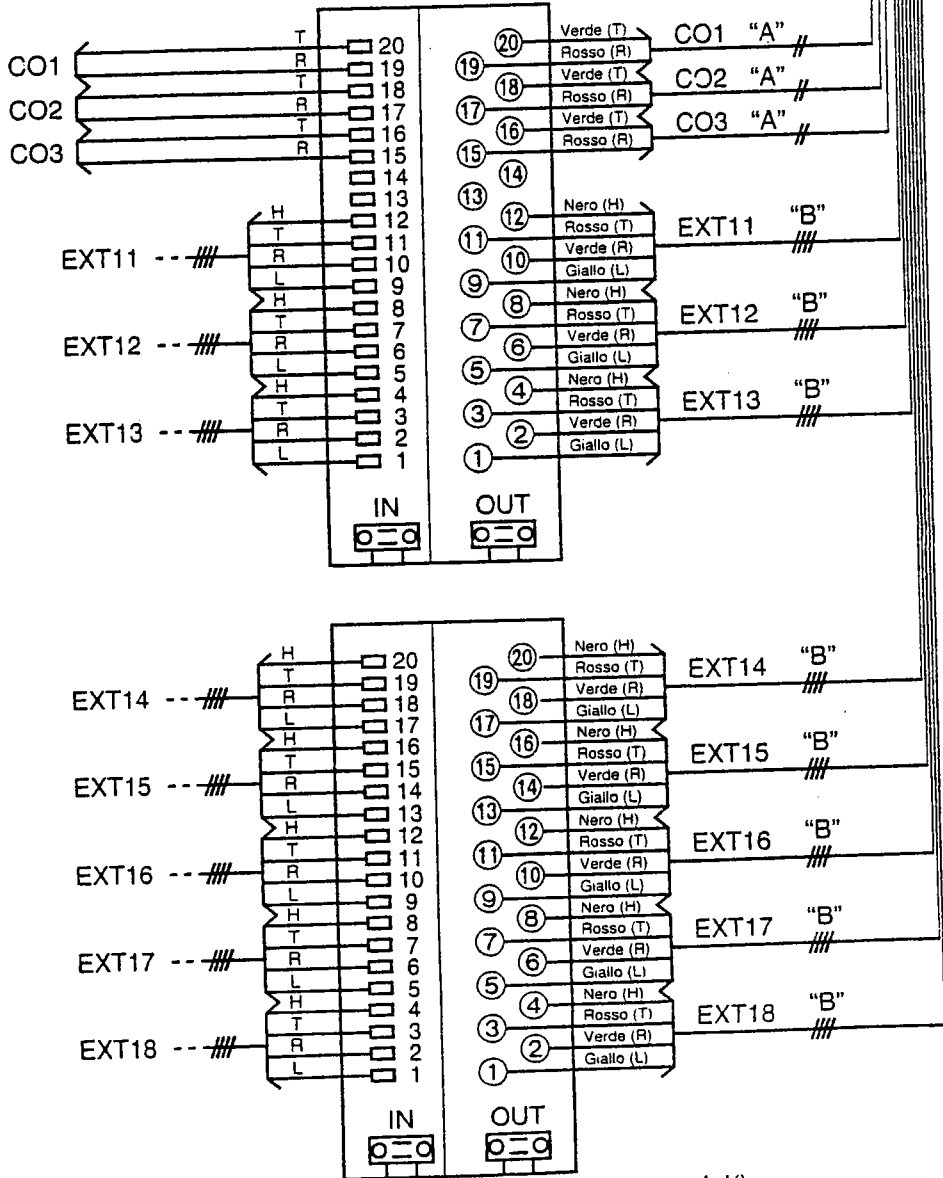 CO1 T 20 20 Verde (T) CO1 "A"
R 19 19 Rosso (R)
CO2 T 18 18 Verde (T) CO2 "A"
R 17 17 Rosso (R)
CO3 T 16 16 Verde (T) CO3 "A"
R 15 15 Rosso (R)
14 14
13 13
EXT11 H 12 12 Nero (H) EXT11 "B"
T 11 11 Rosso (T)
R 10 10 Verde (R)
L 9 9 Giallo (L)
EXT12 H 8 8 Nero (H) EXT12 "B"
T 7 7 Rosso (T)
R 6 6 Verde (R)
L 5 5 Giallo (L)
EXT13 H 4 4 Nero (H) EXT13 "B"
T 3 3 Rosso (T)
R 2 2 Verde (R)
L 1 1 Giallo (L)
IN OUT
EXT14 H 20 20 Nero (H) EXT14 "B"
T 19 19 Rosso (T)
R 18 18 Verde (R)
L 17 17 Giallo (L)
EXT15 H 16 16 Nero (H) EXT15 "B"
T 15 15 Rosso (T)
R 14 14 Verde (R)
L 13 13 Giallo (L)
EXT16 H 12 12 Nero (H) EXT16 "B"
T 11 11 Rosso (T)
R 10 10 Verde (R)
L 9 9 Giallo (L)
EXT17 H 8 8 Nero (H) EXT17 "B"
T 7 7 Rosso (T)
R 6 6 Verde (R)
L 5 5 Giallo (L)
EXT18 H 4 4 Nero (H) EXT18 "B"
T 3 3 Rosso (T)
R 2 2 Verde (R)
L 1 1 Giallo (L)
IN OUT